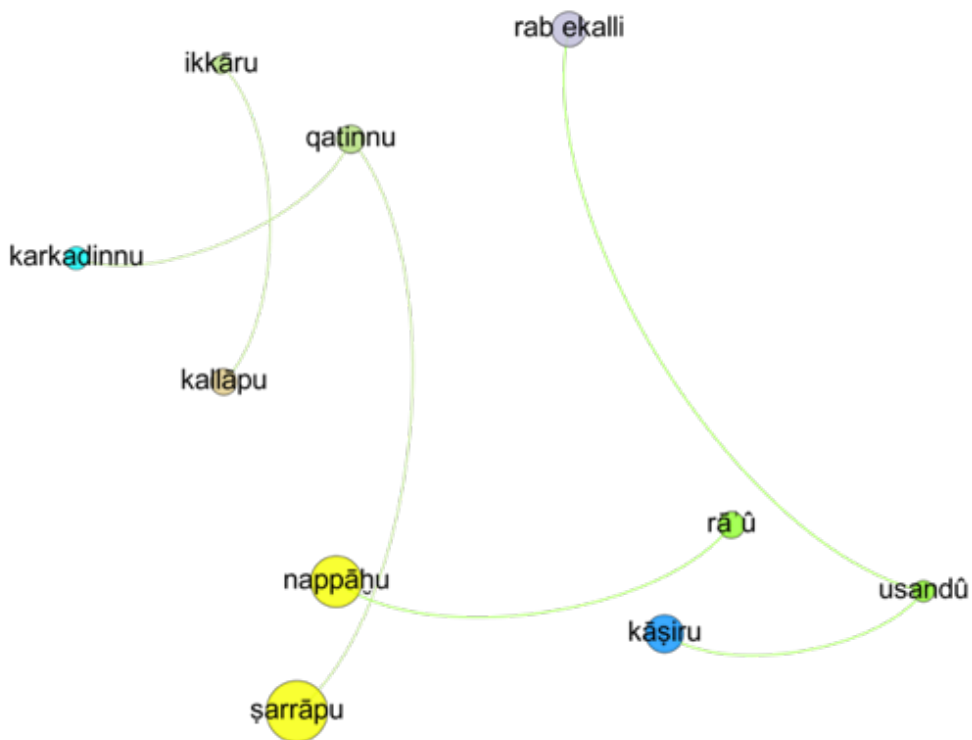 rab ekalli
ikkāru
qatinnu
karkadinnu
kallāpu
rā'û
nappāḫu
usandû
kāṣiru
ṣarrāpu